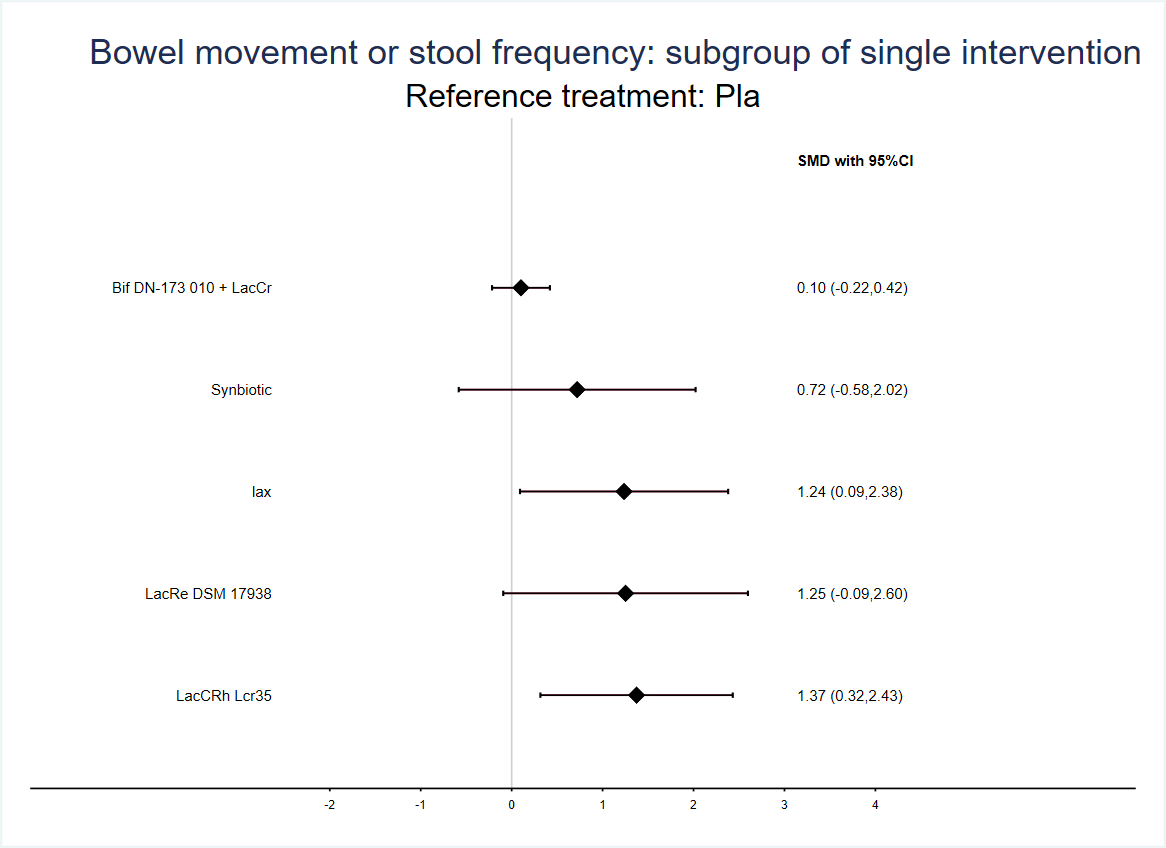 Bowel movement or stool frequency: subgroup of single intervention
Reference treatment: Pla
SMD with 95%CI
Bif DN-173 010 + LacCr 0.10 (-0.22,0.42)
Synbiotic 0.72 (-0.58,2.02)
lax 1.24 (0.09,2.38)
LacRe DSM 17938 1.25 (-0.09,2.60)
LacCRh Lcr35 1.37 (0.32,2.43)
-2 -1 0 1 2 3 4